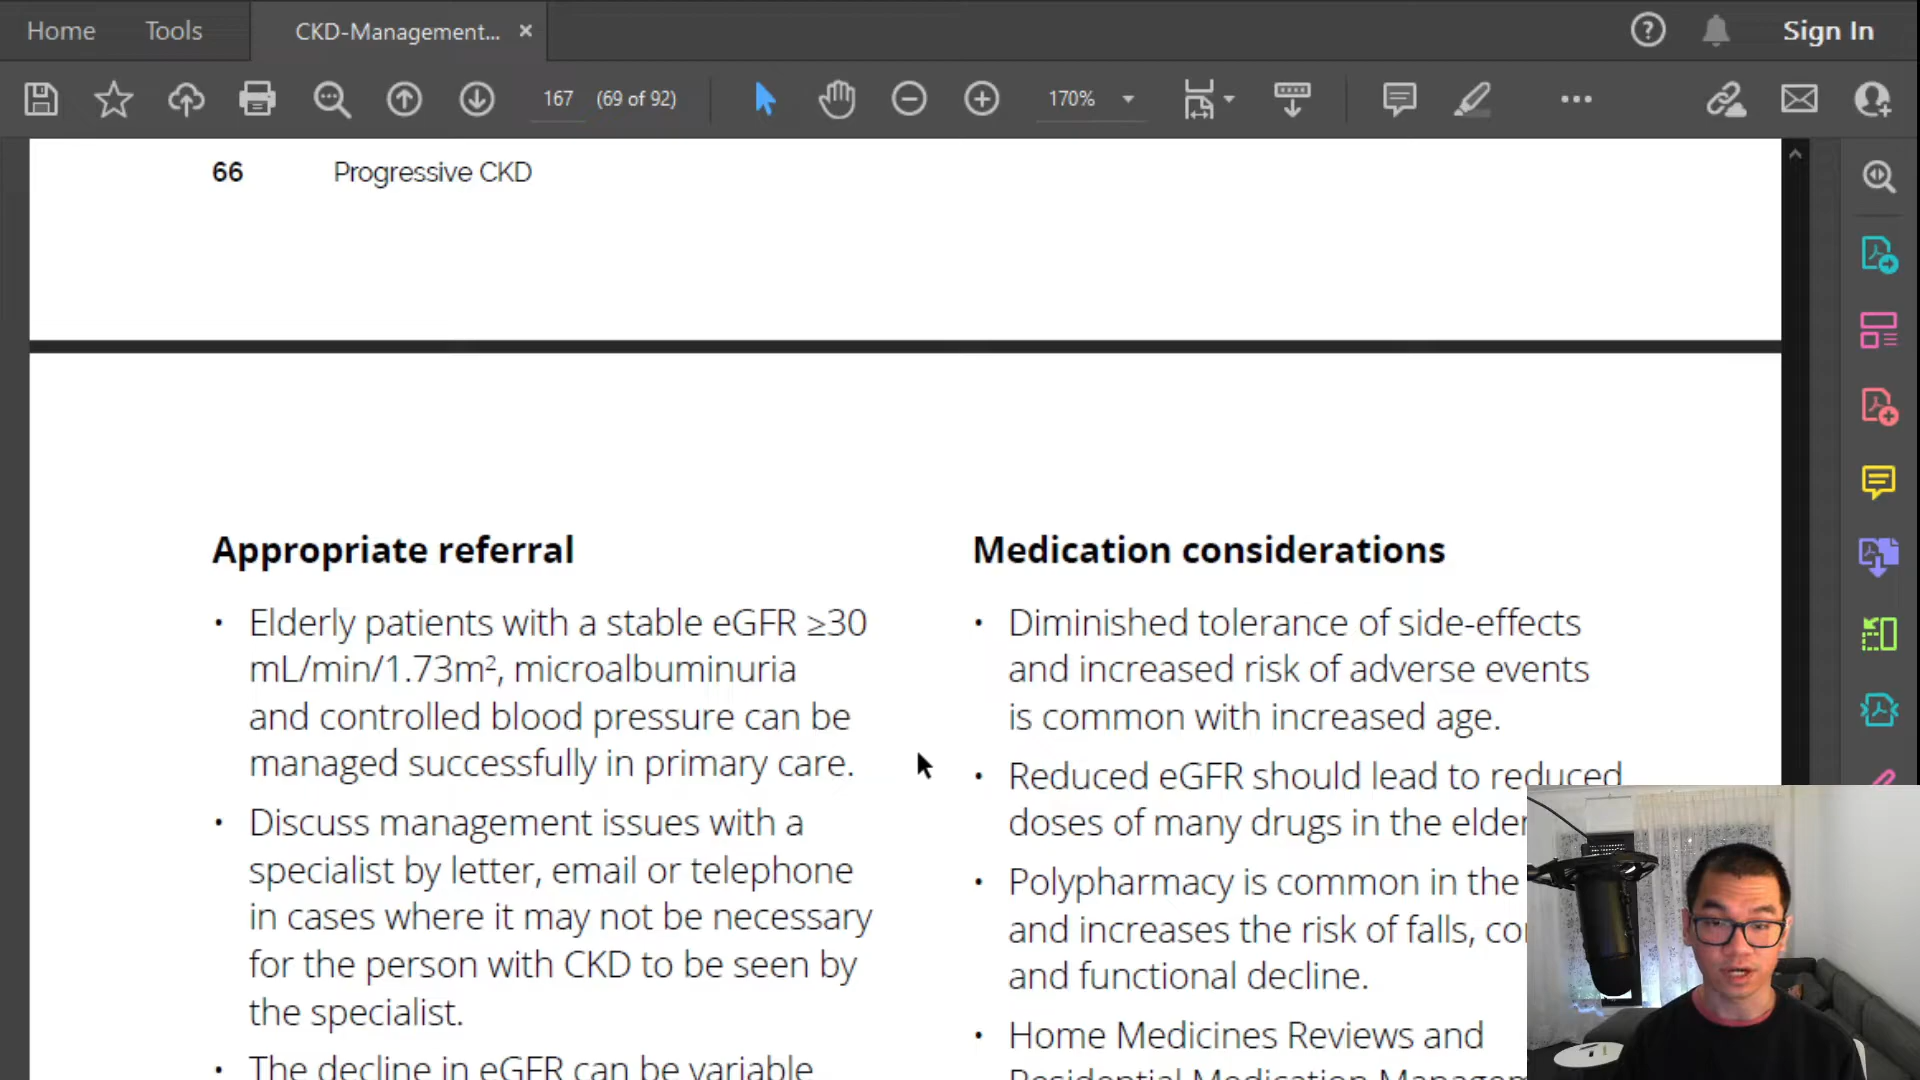 Home Tools CKD-Management... × Sign In
167 (69 of 92) 170%
66 Progressive CKD
Appropriate referral
• Elderly patients with a stable eGFR ≥30
mL/min/1.73m², microalbuminuria
and controlled blood pressure can be
managed successfully in primary care.
• Discuss management issues with a
specialist by letter, email or telephone
in cases where it may not be necessary
for the person with CKD to be seen by
the specialist.
• The decline in eGFR can be variable
Medication considerations
• Diminished tolerance of side-effects
and increased risk of adverse events
is common with increased age.
• Reduced eGFR should lead to reduced
doses of many drugs in the elder
• Polypharmacy is common in the
and increases the risk of falls, co
and functional decline.
• Home Medicines Reviews and
Residential Medication Managem